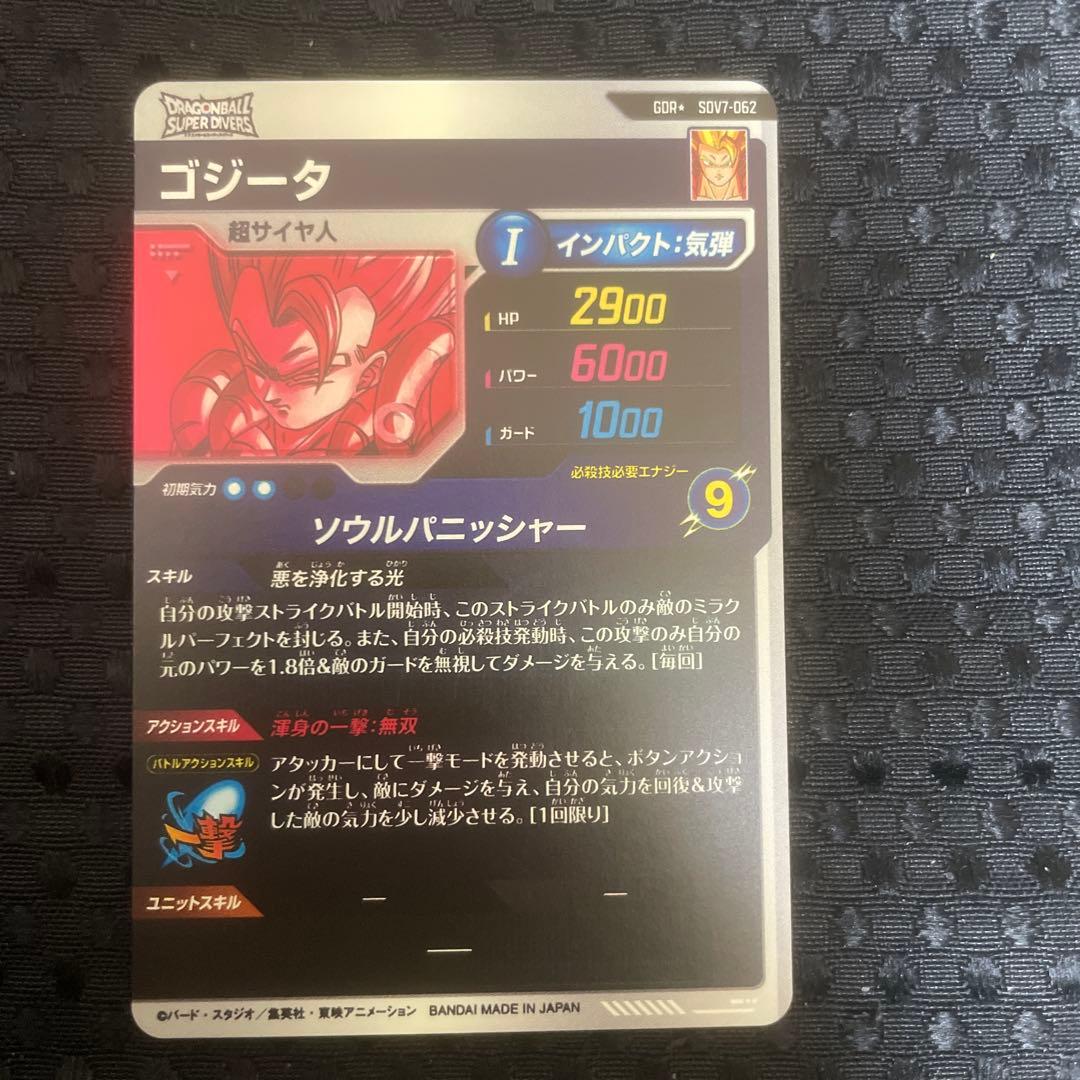 DRAGONBALL
SUPER DIVERS
GDR★ SDV7-062
ゴジータ
超サイヤ人
I インパクト:気弾
HP 2900
パワー 6000
ガード 1000
必殺技必要エナジー
9
初期気力
ソウルパニッシャー
スキル 悪を浄化する光
自分の攻撃ストライクバトル開始時、このストライクバトルのみ敵のミラク
ルパーフェクトを封じる。また、自分の必殺技発動時、この攻撃のみ自分の
元のパワーを1.8倍&敵のガードを無視してダメージを与える。[毎回]
アクションスキル 渾身の一撃:無双
バトルアクションスキル
アタッカーにして一撃モードを発動させると、ボタンアクショ
ンが発生し、敵にダメージを与え、自分の気力を回復&攻撃
した敵の気力を少し減少させる。[1回限り]
一撃
ユニットスキル — —
—
©バード・スタジオ/集英社・東映アニメーション BANDAI MADE IN JAPAN